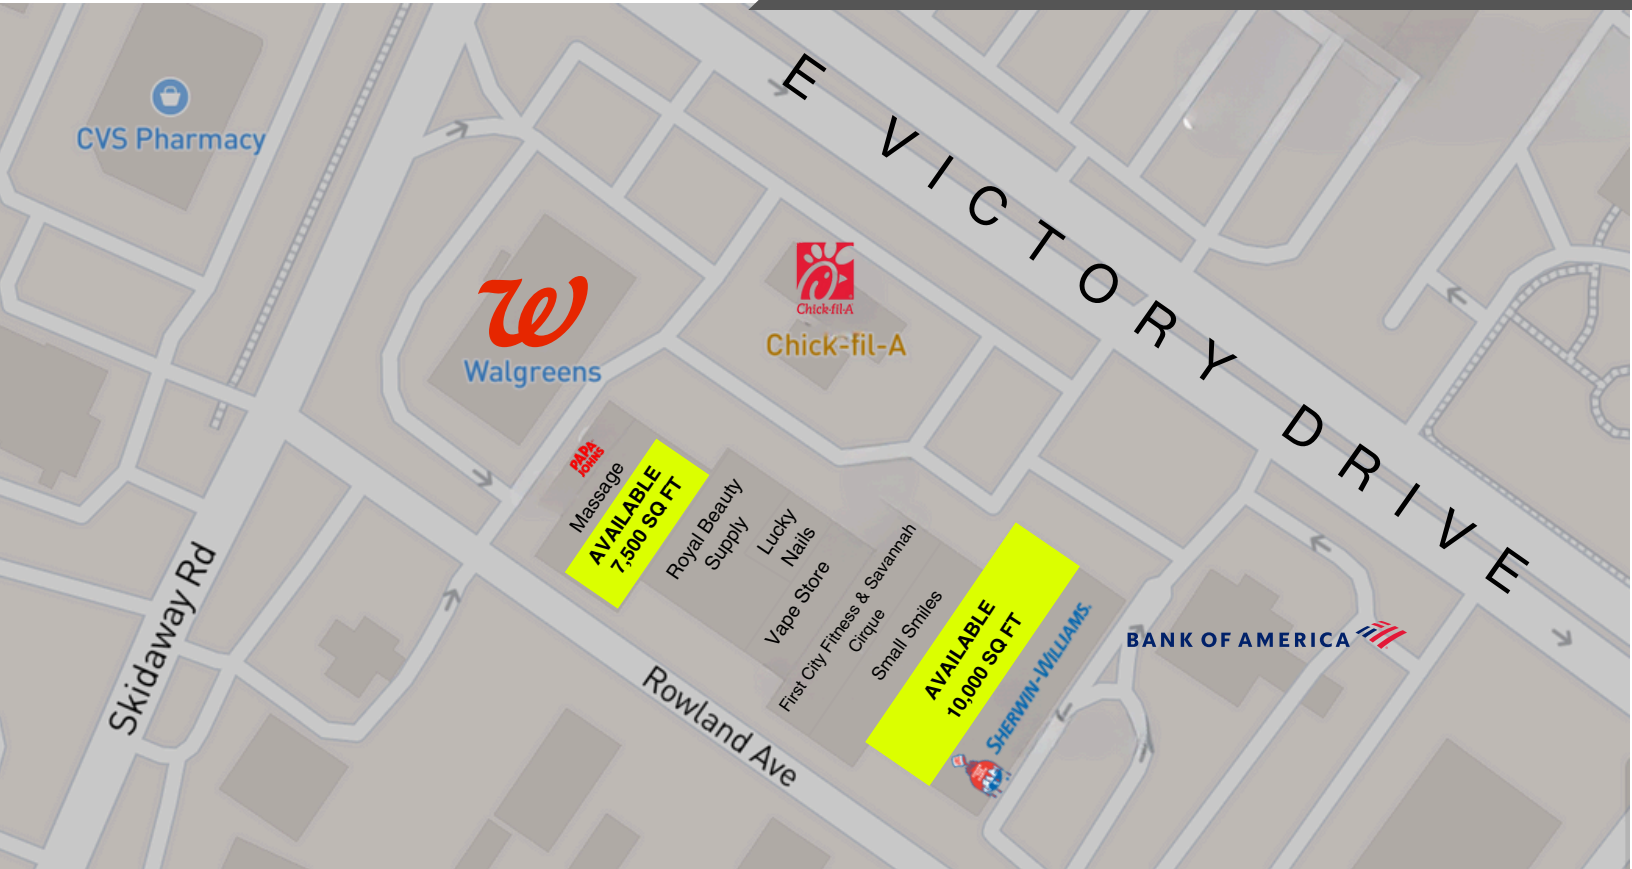 E VICTORY DRIVE
CVS Pharmacy
Chick-fil-A
Chick-fil-A
W
Walgreens
PAPA
JOHNS
Massage
AVAILABLE
7,500 SQ FT
Royal Beauty
Supply
Lucky
Nails
Vape Store
First City Fitness & Savannah
Cirque
Small Smiles
AVAILABLE
10,000 SQ FT
SHERWIN-WILLIAMS.
BANK OF AMERICA
Skidaway Rd
Rowland Ave